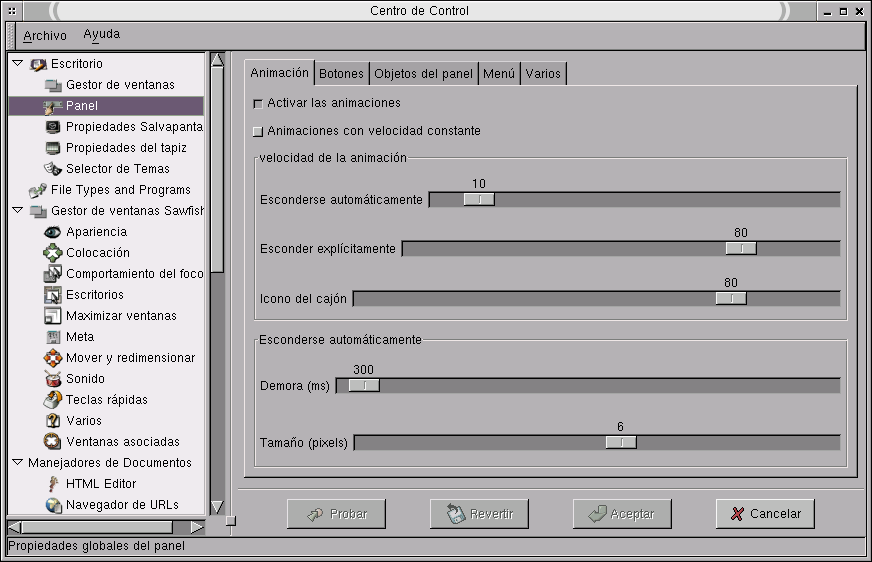 Centro de Control
Archivo Ayuda
Escritorio
Gestor de ventanas
Panel
Propiedades Salvapanta
Propiedades del tapiz
Selector de Temas
File Types and Programs
Gestor de ventanas Sawfish
Apariencia
Colocación
Comportamiento del foco
Escritorios
Maximizar ventanas
Meta
Mover y redimensionar
Sonido
Teclas rápidas
Varios
Ventanas asociadas
Manejadores de Documentos
HTML Editor
Navegador de URLs
Animación Botones Objetos del panel Menú Varios
Activar las animaciones
Animaciones con velocidad constante
velocidad de la animación
10
Esconderse automáticamente
80
Esconder explícitamente
80
Icono del cajón
Esconderse automáticamente
300
Demora (ms)
6
Tamaño (pixels)
Probar Revertir Aceptar Cancelar
Propiedades globales del panel